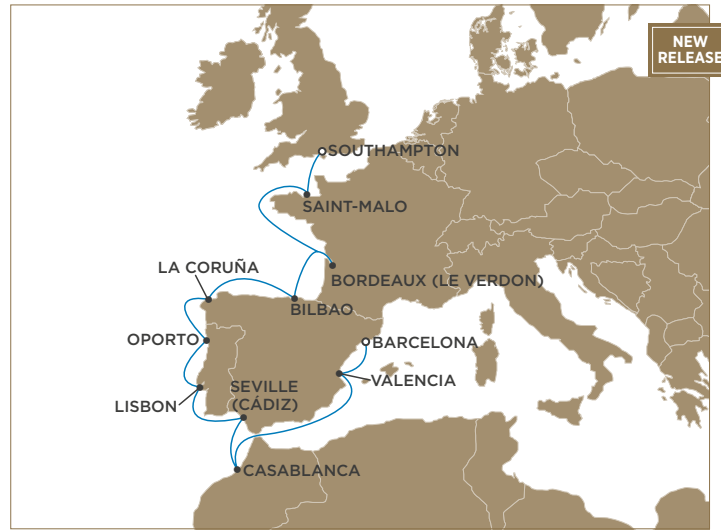 NEW
RELEASE
SOUTHAMPTON
SAINT-MALO
LA CORUÑA
BORDEAUX (LE VERDON)
BILBAO
OPORTO
BARCELONA
SEVILLE
(CÁDIZ)
VALENCIA
LISBON
CASABLANCA